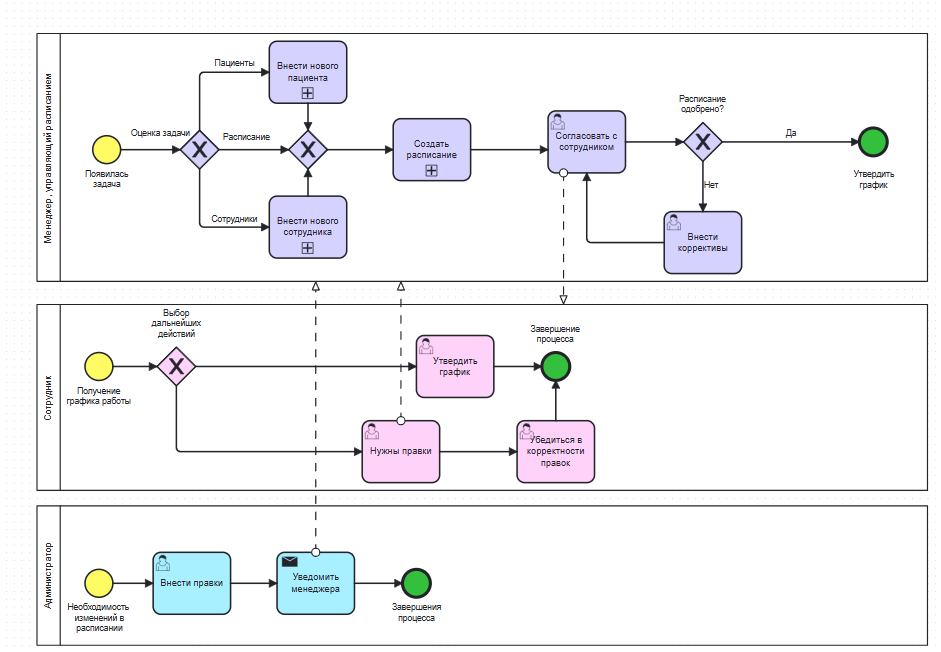 Менеджер, управляющий расписанием
Появилась
задача
Оценка задачи
Пациенты
Расписание
Сотрудники
Внести нового
пациента
Внести нового
сотрудника
Создать
расписание
Согласовать с
сотрудником
Расписание
одобрено?
Да
Нет
Внести
коррективы
Утвердить
график
Сотрудник
Получение
графика работы
Выбор
дальнейших
действий
Утвердить
график
Нужны правки
Убедиться в
корректности
правок
Завершение
процесса
Администратор
Необходимость
изменений в
расписании
Внести правки
Уведомить
менеджера
Завершения
процесса